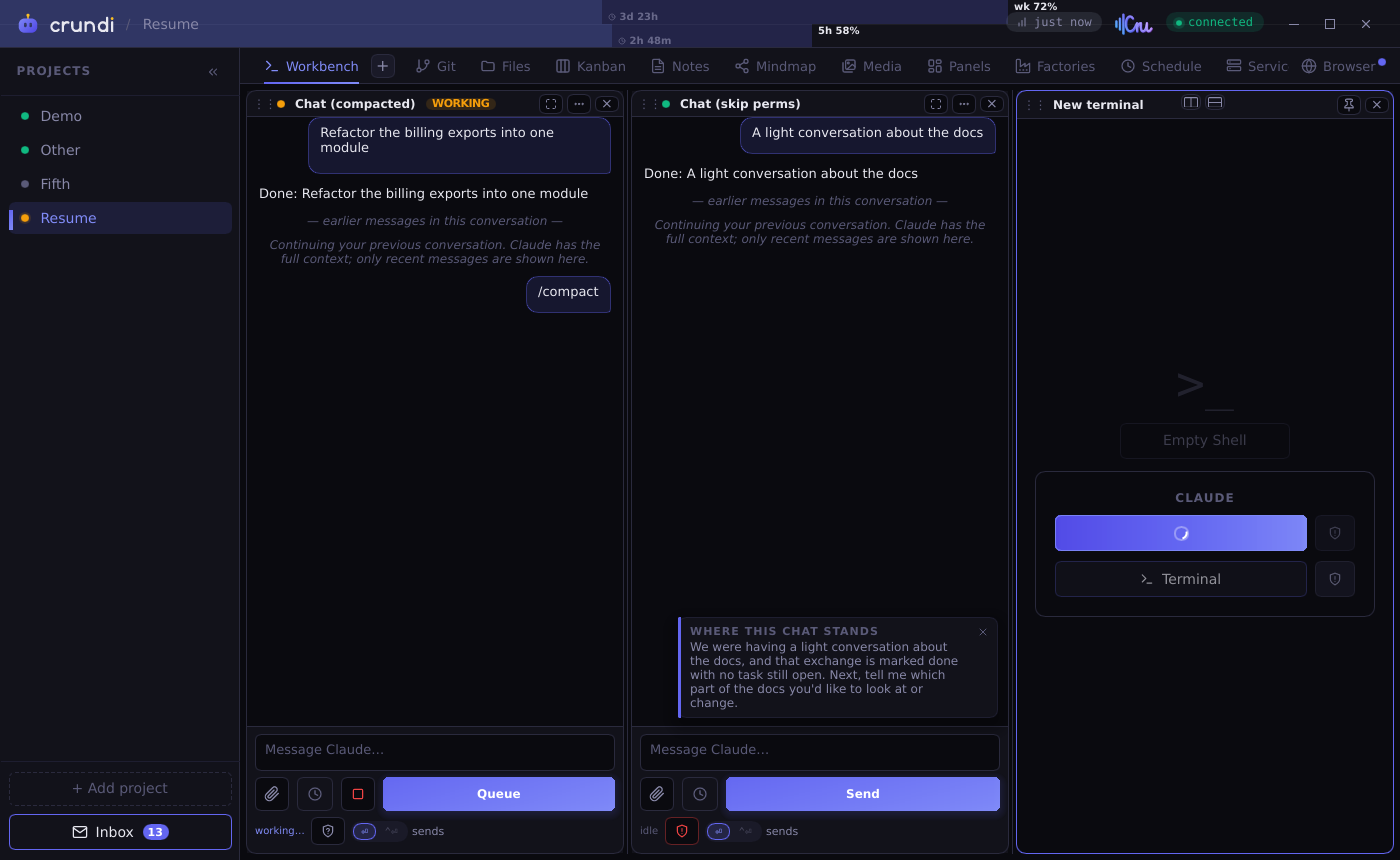 crundi / Resume
3d 23h
wk 72%
2h 48m
5h 58%
just now
Cru
connected
PROJECTS «
Demo
Other
Fifth
Resume
+ Add project
Inbox 13
Workbench
+
Git
Files
Kanban
Notes
Mindmap
Media
Panels
Factories
Schedule
Servic
Browser
Chat (compacted) WORKING
Refactor the billing exports into one
module
Done: Refactor the billing exports into one module
— earlier messages in this conversation —
Continuing your previous conversation. Claude has the
full context; only recent messages are shown here.
/compact
Message Claude…
Queue
working…
sends
Chat (skip perms)
A light conversation about the docs
Done: A light conversation about the docs
— earlier messages in this conversation —
Continuing your previous conversation. Claude has the
full context; only recent messages are shown here.
WHERE THIS CHAT STANDS
We were having a light conversation about
the docs, and that exchange is marked done
with no task still open. Next, tell me which
part of the docs you'd like to look at or
change.
Message Claude…
Send
idle
sends
New terminal
>_
Empty Shell
CLAUDE
Terminal